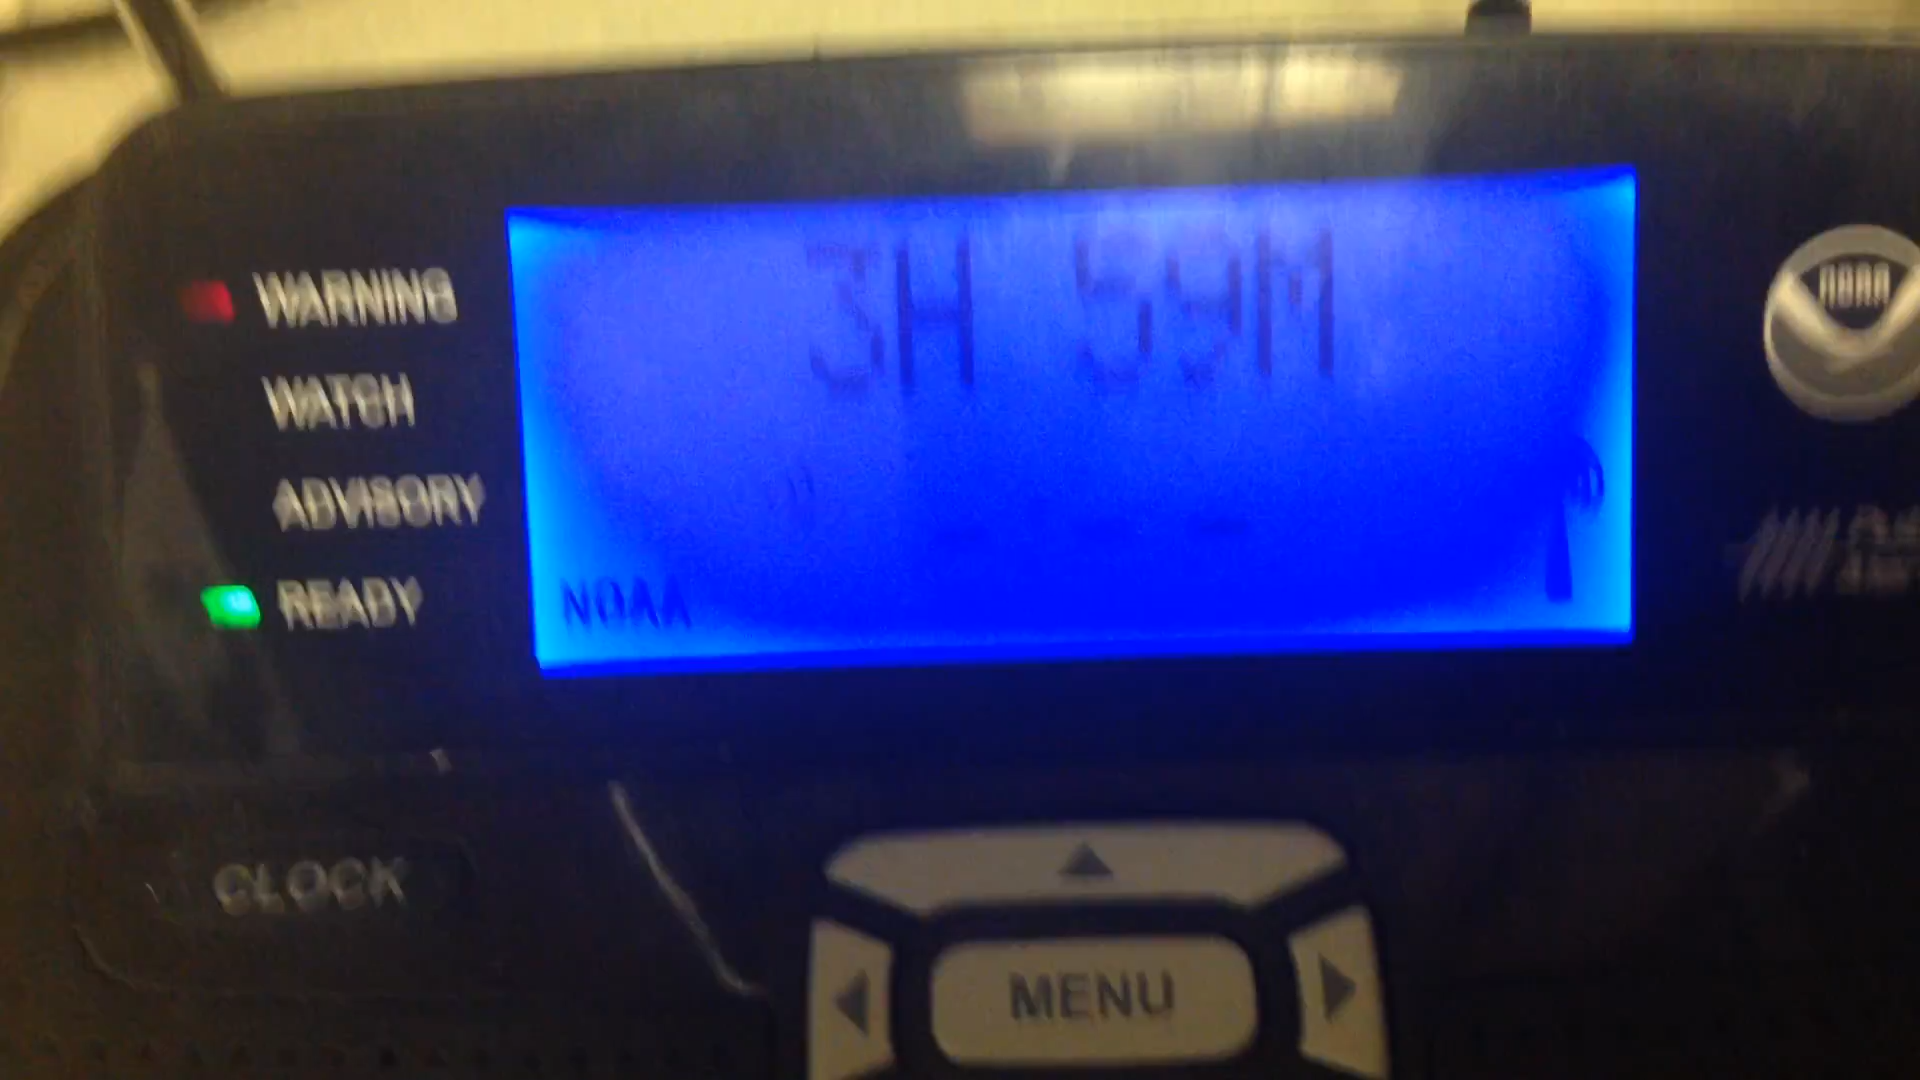 WARNING
3H 59M
WATCH
ADVISORY
READY
NOAA
NOAA
CLOCK
MENU